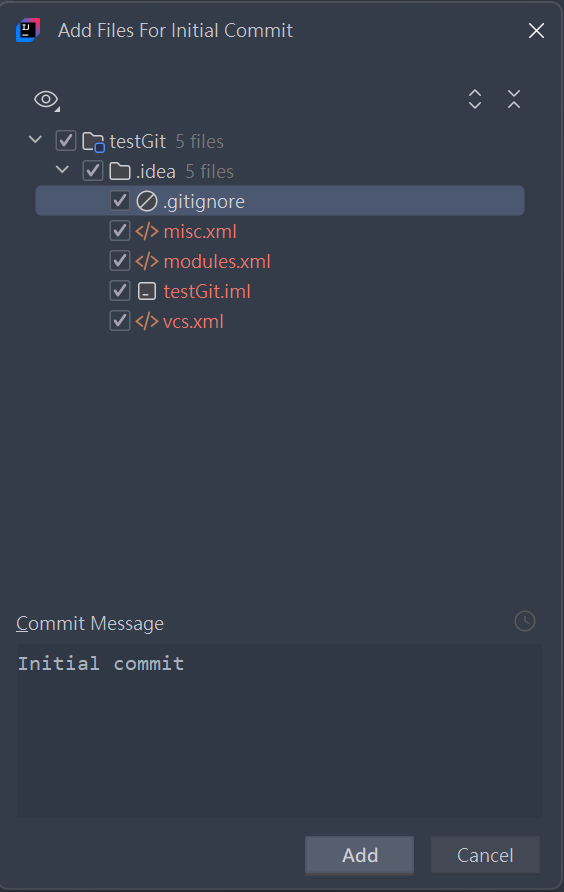 Add Files For Initial Commit
testGit 5 files
.idea 5 files
.gitignore
misc.xml
modules.xml
testGit.iml
vcs.xml
Commit Message
Initial commit
Add Cancel